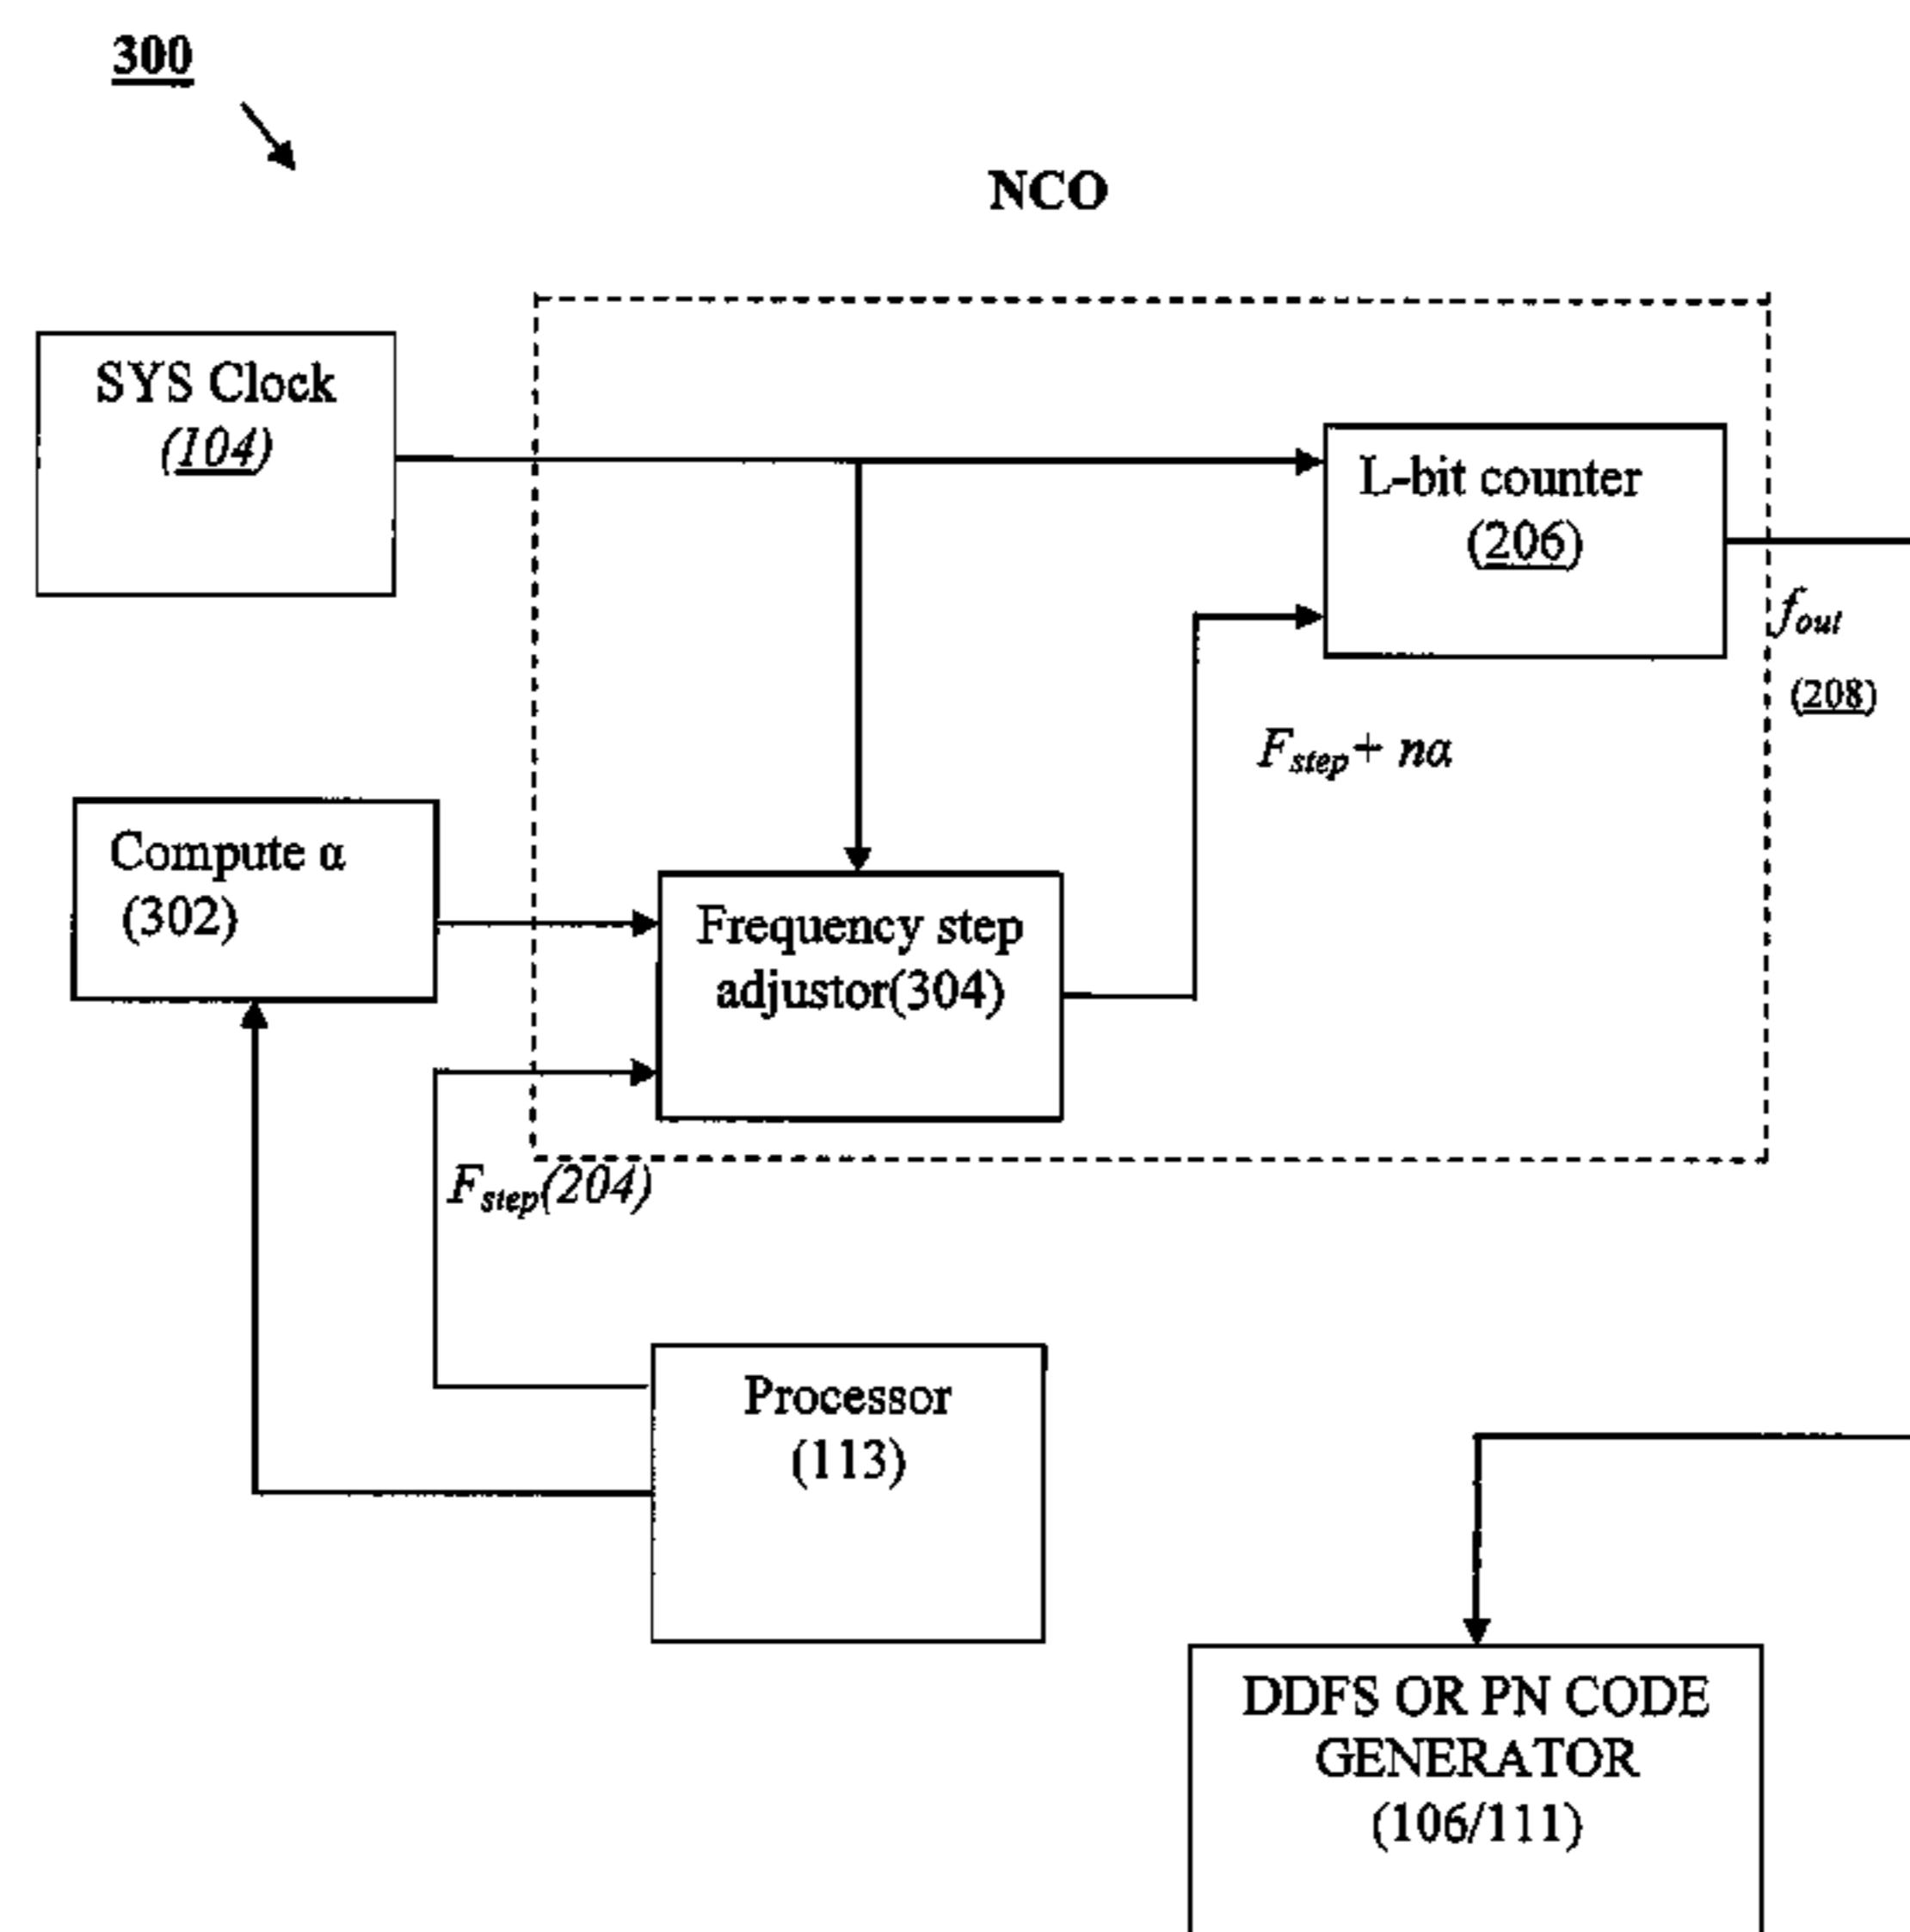 300
NCO
SYS Clock
(104)
L-bit counter
(206)
fout
(208)
Fstep + nα
Compute α
(302)
Frequency step
adjustor(304)
Fstep(204)
Processor
(113)
DDFS OR PN CODE
GENERATOR
(106/111)